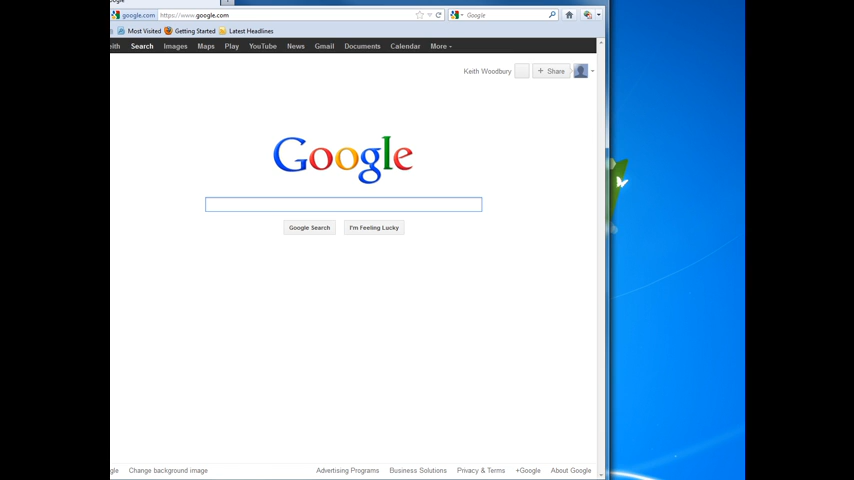 google.com https://www.google.com Google
Most Visited Getting Started Latest Headlines
Search Images Maps Play YouTube News Gmail Documents Calendar More
Keith Woodbury + Share
Google
Google Search I'm Feeling Lucky
Change background image Advertising Programs Business Solutions Privacy & Terms +Google About Google